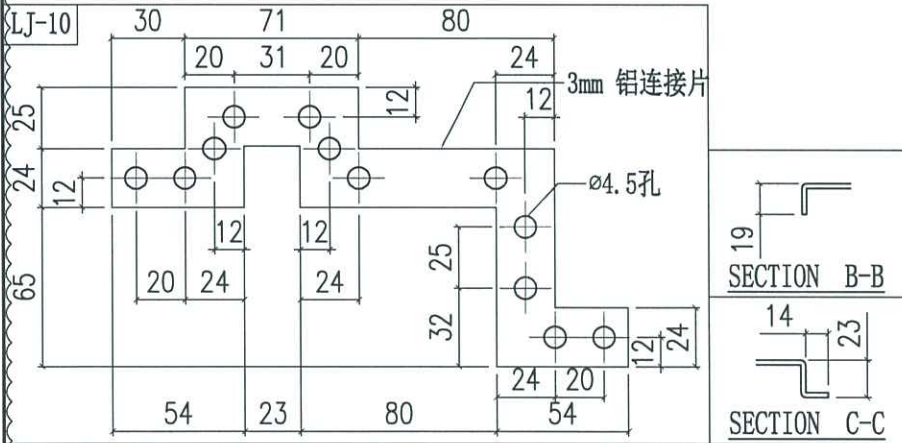 LJ-10
30 71 80
20 31 20 24
3mm 铝连接片
12 12
25
24
12
ø4.5孔
12 12
25
20 24 24
65
32
12 24
24 20
54 23 80 54
19
SECTION B-B
14 23
SECTION C-C